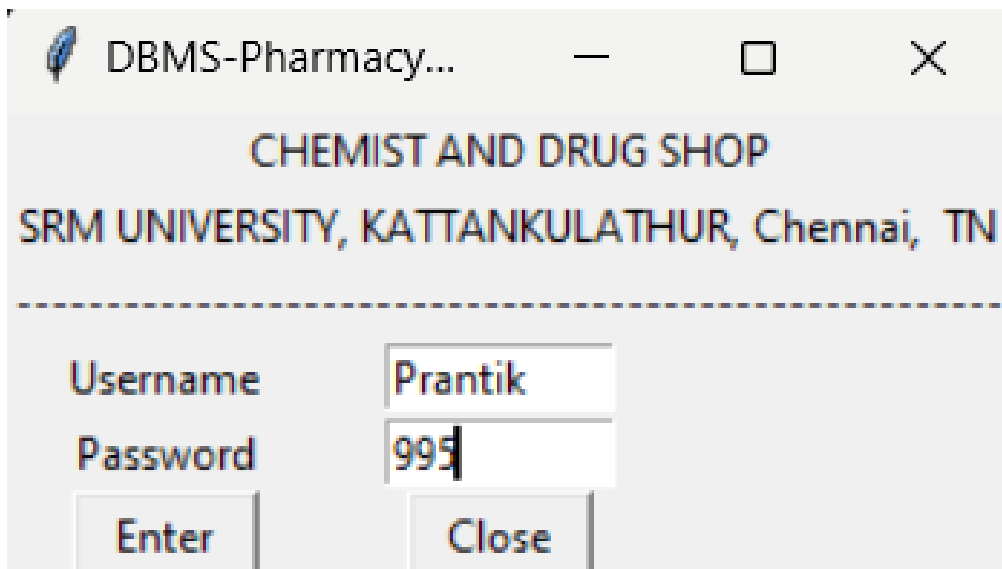 DBMS-Pharmacy...
CHEMIST AND DRUG SHOP
SRM UNIVERSITY, KATTANKULATHUR, Chennai,  TN
--------------------------------------------------------------
Username Prantik
Password 995
Enter Close